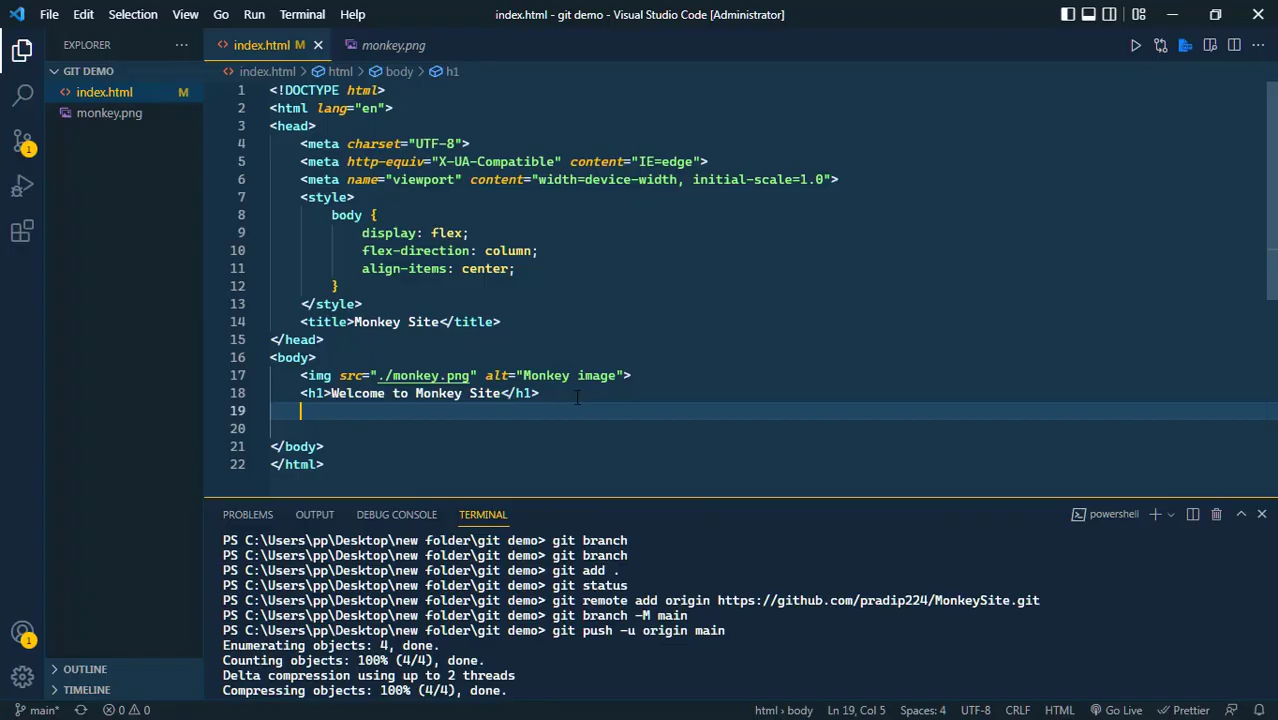 File Edit Selection View Go Run Terminal Help
index.html - git demo - Visual Studio Code [Administrator]
EXPLORER
GIT DEMO
index.html M
monkey.png
OUTLINE
TIMELINE
1
1
index.html M
monkey.png
index.html > html > body > h1
1 <!DOCTYPE html>
2 <html lang="en">
3 <head>
4 <meta charset="UTF-8">
5 <meta http-equiv="X-UA-Compatible" content="IE=edge">
6 <meta name="viewport" content="width=device-width, initial-scale=1.0">
7 <style>
8 body {
9 display: flex;
10 flex-direction: column;
11 align-items: center;
12 }
13 </style>
14 <title>Monkey Site</title>
15 </head>
16 <body>
17 <img src="./monkey.png" alt="Monkey image">
18 <h1>Welcome to Monkey Site</h1>
19
20
21 </body>
22 </html>
PROBLEMS OUTPUT DEBUG CONSOLE TERMINAL
powershell
PS C:\Users\pp\Desktop\new folder\git demo> git branch
PS C:\Users\pp\Desktop\new folder\git demo> git branch
PS C:\Users\pp\Desktop\new folder\git demo> git add .
PS C:\Users\pp\Desktop\new folder\git demo> git status
PS C:\Users\pp\Desktop\new folder\git demo> git remote add origin https://github.com/pradip224/MonkeySite.git
PS C:\Users\pp\Desktop\new folder\git demo> git branch -M main
PS C:\Users\pp\Desktop\new folder\git demo> git push -u origin main
Enumerating objects: 4, done.
Counting objects: 100% (4/4), done.
Delta compression using up to 2 threads
Compressing objects: 100% (4/4), done.
main* 0 0 html > body Ln 19, Col 5 Spaces: 4 UTF-8 CRLF HTML Go Live Prettier